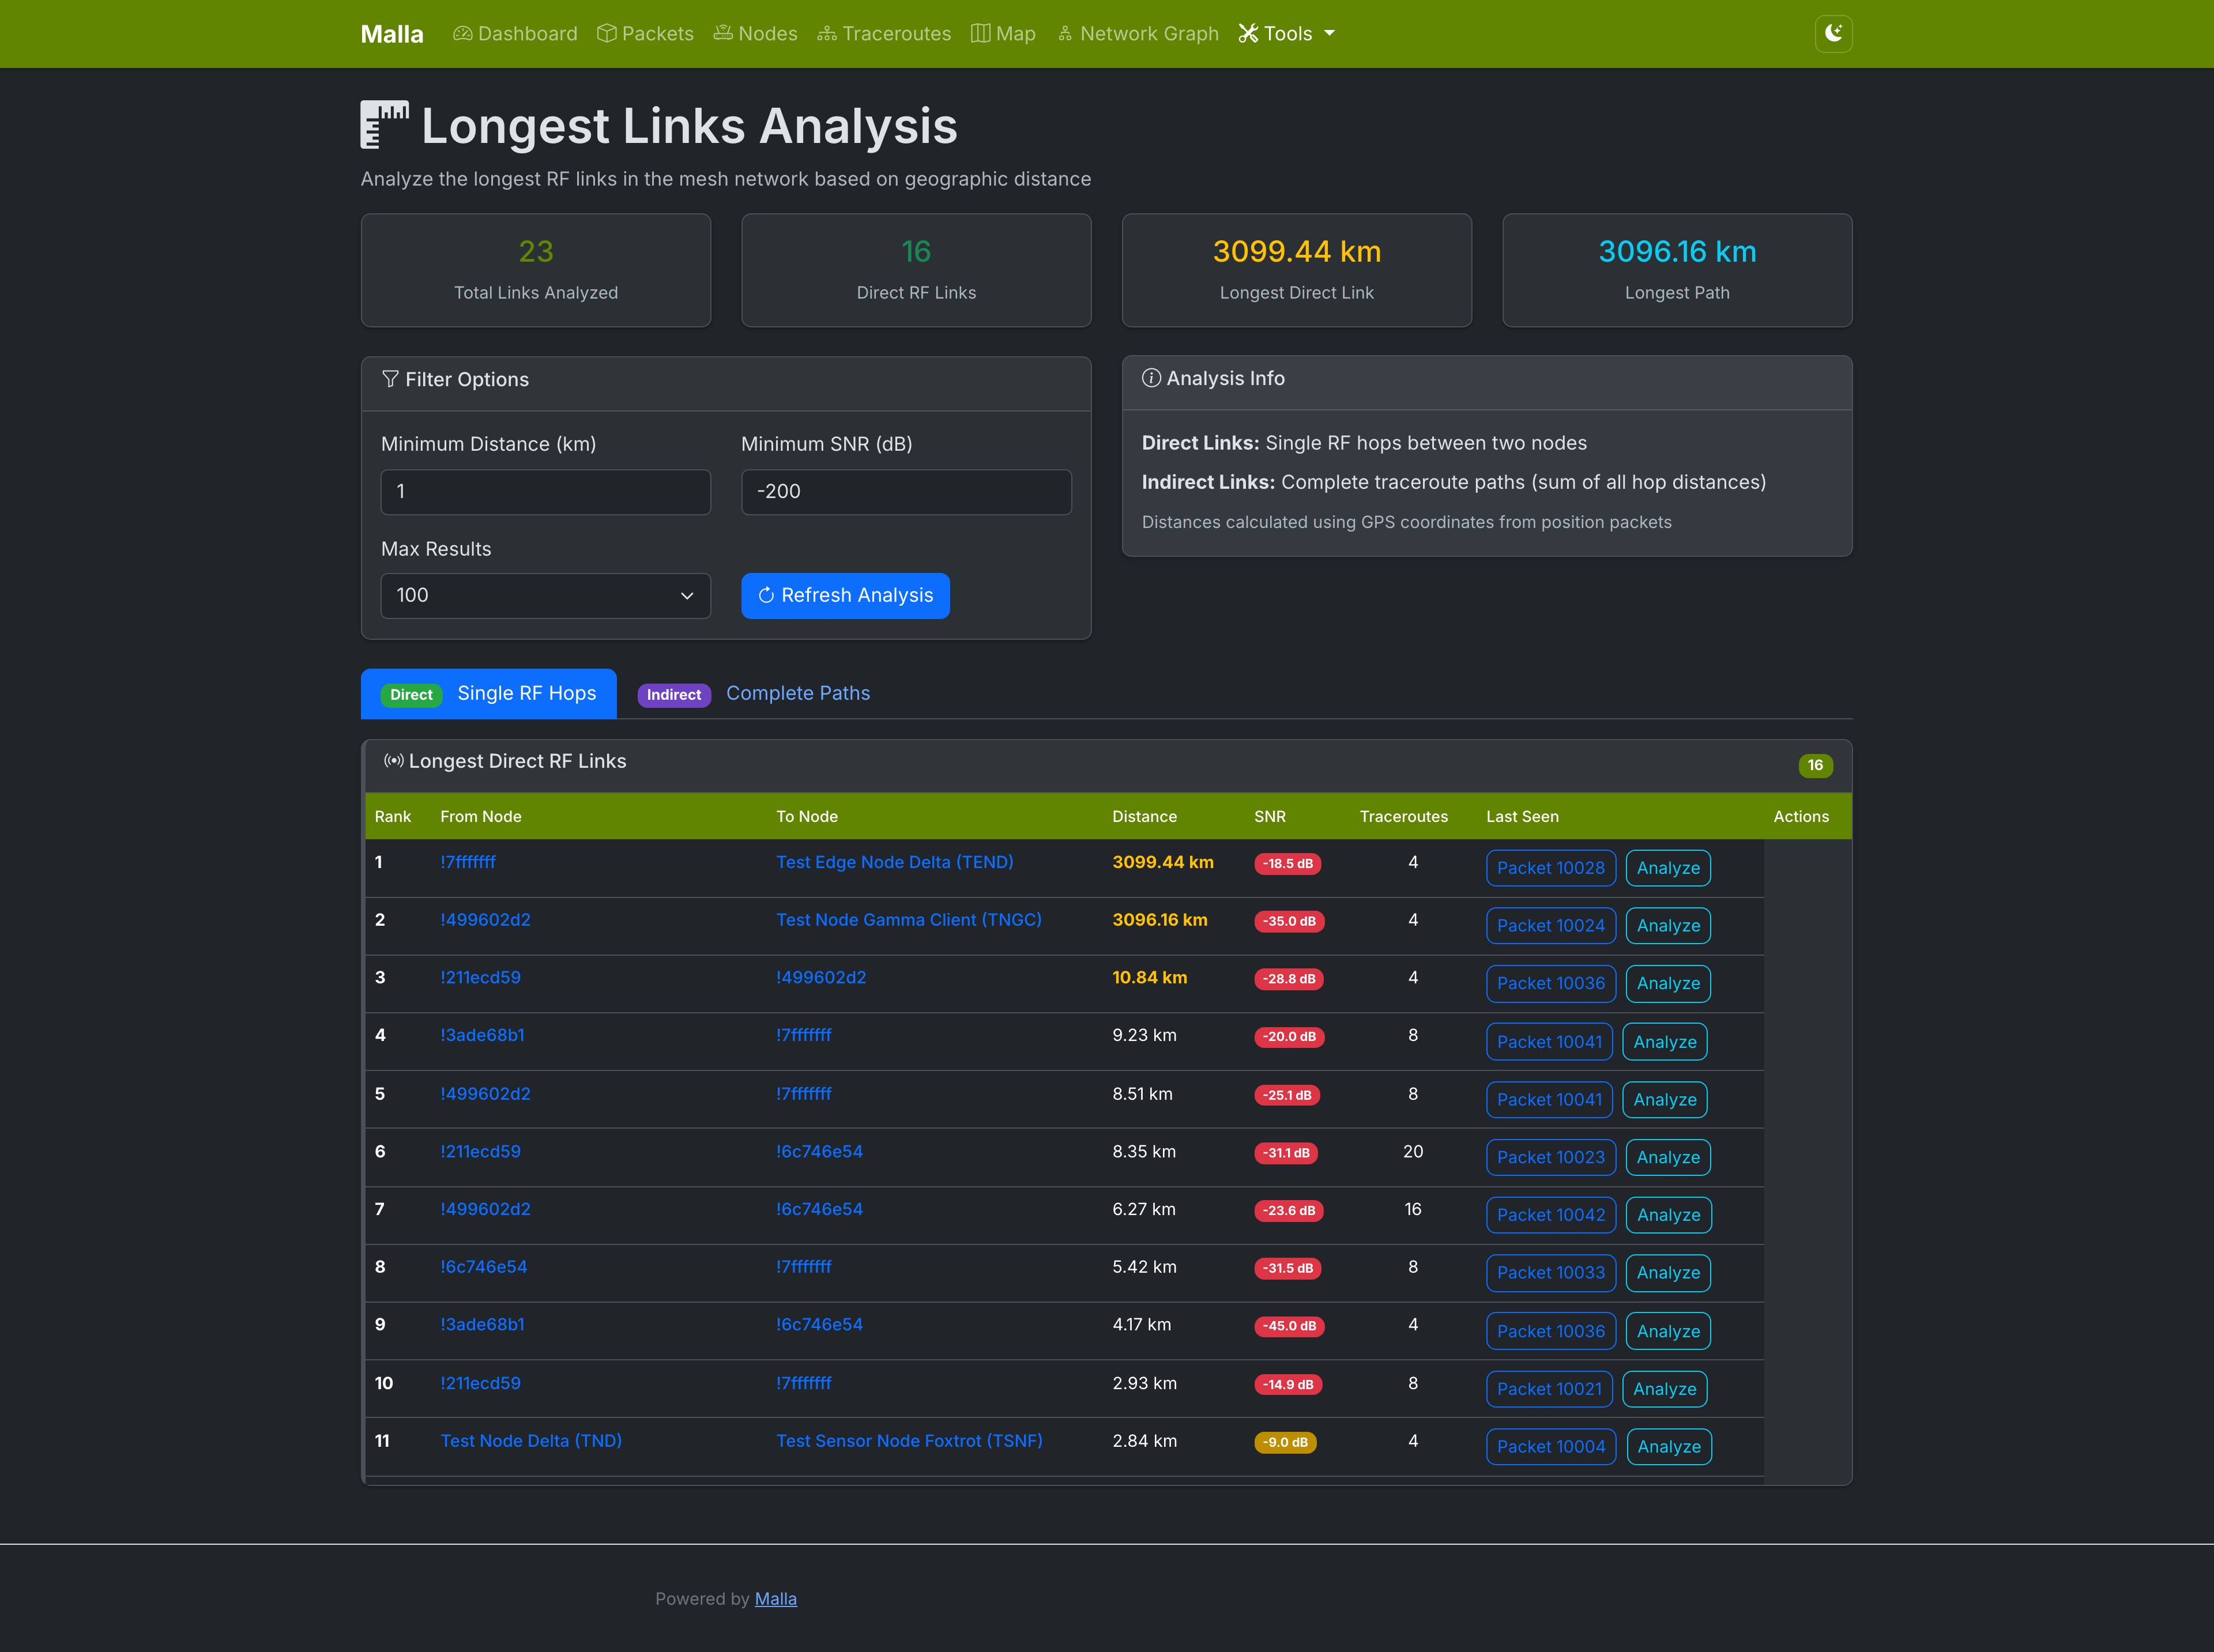 Malla Dashboard Packets Nodes Traceroutes Map Network Graph Tools
Longest Links Analysis
Analyze the longest RF links in the mesh network based on geographic distance
23
Total Links Analyzed
16
Direct RF Links
3099.44 km
Longest Direct Link
3096.16 km
Longest Path
Filter Options
Minimum Distance (km)
1
Minimum SNR (dB)
-200
Max Results
100
Refresh Analysis
Analysis Info
Direct Links: Single RF hops between two nodes
Indirect Links: Complete traceroute paths (sum of all hop distances)
Distances calculated using GPS coordinates from position packets
Direct Single RF Hops Indirect Complete Paths
Longest Direct RF Links 16
Rank From Node To Node Distance SNR Traceroutes Last Seen Actions
1 !7fffffff Test Edge Node Delta (TEND) 3099.44 km -18.5 dB 4 Packet 10028 Analyze
2 !499602d2 Test Node Gamma Client (TNGC) 3096.16 km -35.0 dB 4 Packet 10024 Analyze
3 !211ecd59 !499602d2 10.84 km -28.8 dB 4 Packet 10036 Analyze
4 !3ade68b1 !7fffffff 9.23 km -20.0 dB 8 Packet 10041 Analyze
5 !499602d2 !7fffffff 8.51 km -25.1 dB 8 Packet 10041 Analyze
6 !211ecd59 !6c746e54 8.35 km -31.1 dB 20 Packet 10023 Analyze
7 !499602d2 !6c746e54 6.27 km -23.6 dB 16 Packet 10042 Analyze
8 !6c746e54 !7fffffff 5.42 km -31.5 dB 8 Packet 10033 Analyze
9 !3ade68b1 !6c746e54 4.17 km -45.0 dB 4 Packet 10036 Analyze
10 !211ecd59 !7fffffff 2.93 km -14.9 dB 8 Packet 10021 Analyze
11 Test Node Delta (TND) Test Sensor Node Foxtrot (TSNF) 2.84 km -9.0 dB 4 Packet 10004 Analyze
Powered by Malla